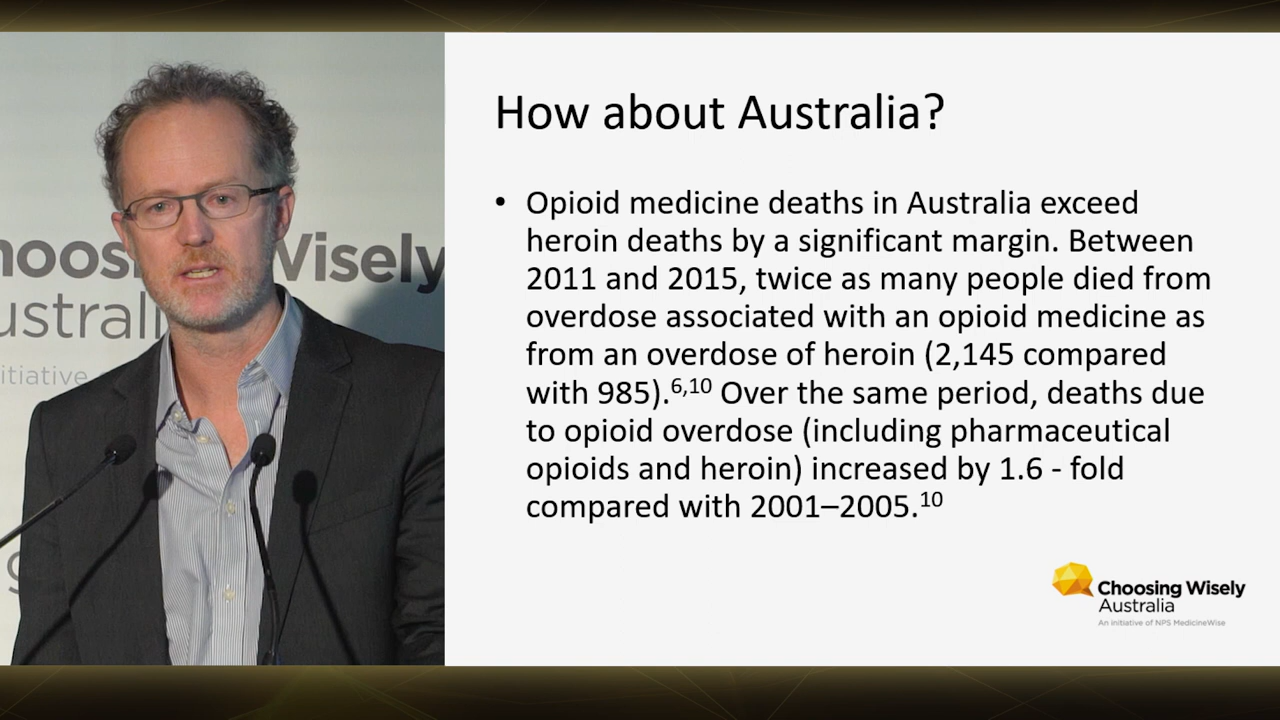 How about Australia?
• Opioid medicine deaths in Australia exceed
heroin deaths by a significant margin. Between
2011 and 2015, twice as many people died from
overdose associated with an opioid medicine as
from an overdose of heroin (2,145 compared
with 985).6,10 Over the same period, deaths due
to opioid overdose (including pharmaceutical
opioids and heroin) increased by 1.6 - fold
compared with 2001–2005.10
Choosing Wisely
Australia
An initiative of NPS MedicineWise
hoos Wisely
ustrali
itiative